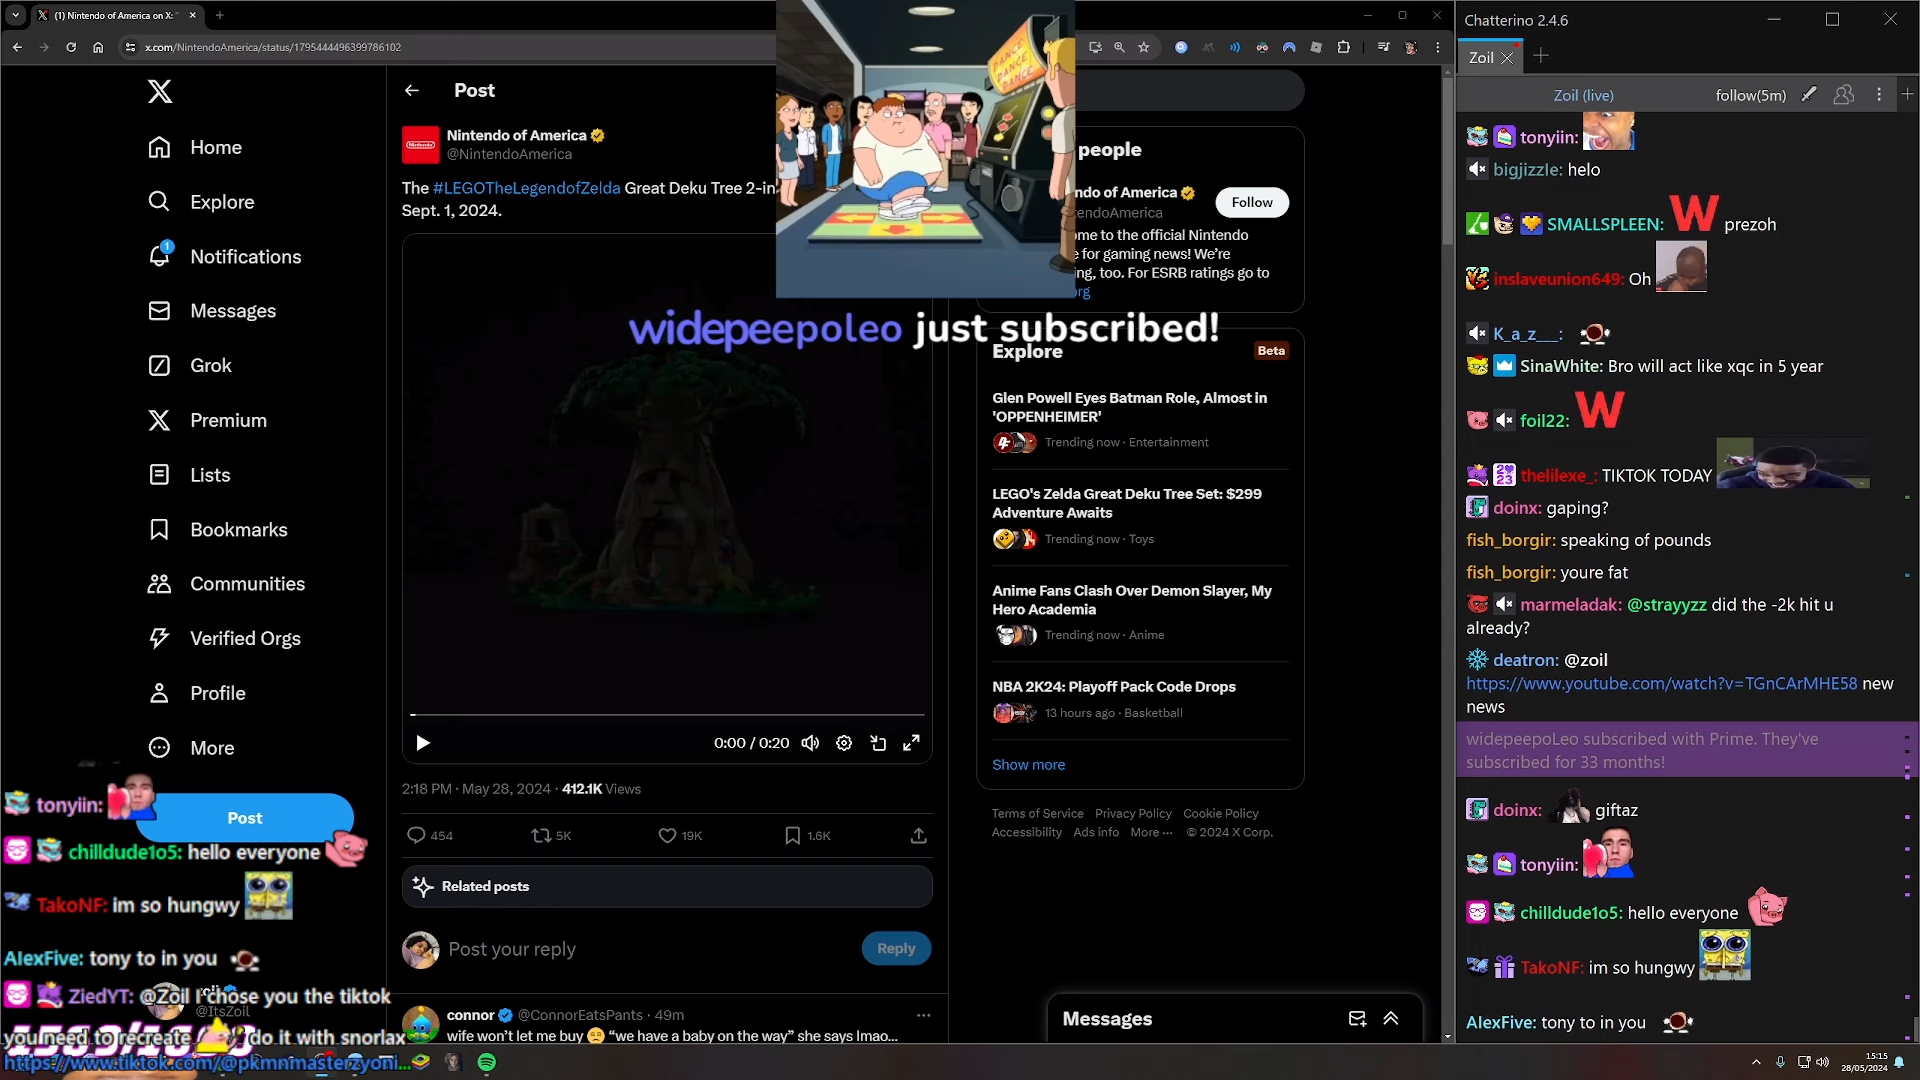 (1) Nintendo of America on X: "
x.com/NintendoAmerica/status/1795444496399786102
Home
Explore
Notifications
1
Messages
Grok
Premium
Lists
Bookmarks
Communities
Verified Orgs
Profile
More
Post
Post
Nintendo of America
@NintendoAmerica
The #LEGOTheLegendofZelda Great Deku Tree 2-in
Sept. 1, 2024.
DANCE
DANCE
DANCE
widepeepoleo just subscribed!
0:00 / 0:20
2:18 PM · May 28, 2024 · 412.1K Views
454
5K
19K
1.6K
Related posts
Post your reply
Reply
connor @ConnorEatsPants · 49m
wife won't let me buy “we have a baby on the way” she says lmao...
people
ndo of America
endoAmerica
Follow
me to the official Nintendo
e for gaming news! We're
ing, too. For ESRB ratings go to
org
Explore
Beta
Glen Powell Eyes Batman Role, Almost in
'OPPENHEIMER'
Trending now · Entertainment
LEGO's Zelda Great Deku Tree Set: $299
Adventure Awaits
Trending now · Toys
Anime Fans Clash Over Demon Slayer, My
Hero Academia
Trending now · Anime
NBA 2K24: Playoff Pack Code Drops
13 hours ago · Basketball
Show more
Terms of Service Privacy Policy Cookie Policy
Accessibility Ads info More ··· © 2024 X Corp.
Messages
tonyiin:
chilldude1o5: hello everyone
TakoNF: im so hungwy
AlexFive: tony to in you
ZiedYT: @Zoil I chose you the tiktok
@ItsZoil
you need to recreate do it with snorlax
https://www.tiktok.com/@pkmnmasterzyoni...
Chatterino 2.4.6
Zoil
Zoil (live)
follow(5m)
tonyiin:
bigjizzle: helo
SMALLSPLEEN: W prezoh
inslaveunion649: Oh
K_a_z___:
SinaWhite: Bro will act like xqc in 5 year
foil22: W
thelilexe_: TIKTOK TODAY
doinx: gaping?
fish_borgir: speaking of pounds
fish_borgir: youre fat
marmeladak: @strayyzz did the -2k hit u
already?
deatron: @zoil
https://www.youtube.com/watch?v=TGnCArMHE58 new
news
widepeepoLeo subscribed with Prime. They've
subscribed for 33 months!
doinx: giftaz
tonyiin:
chilldude1o5: hello everyone
TakoNF: im so hungwy
AlexFive: tony to in you
15:15
28/05/2024